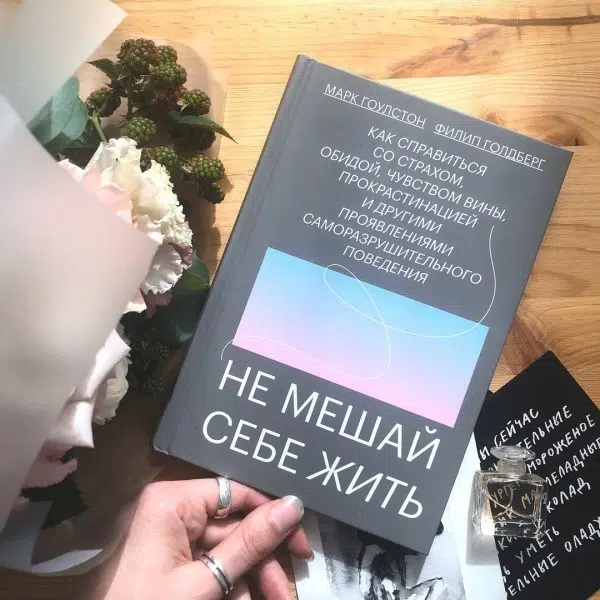 МАРК ГОУЛСТОН ФИЛИП ГОЛДБЕРГ
КАК СПРАВИТЬСЯ
СО СТРАХОМ,
ОБИДОЙ, ЧУВСТВОМ ВИНЫ,
ПРОКРАСТИНАЦИЕЙ
И ДРУГИМИ
ПРОЯВЛЕНИЯМИ
САМОРАЗРУШИТЕЛЬНОГО
ПОВЕДЕНИЯ
НЕ МЕШАЙ
СЕБЕ ЖИТЬ
СЕЙЧАС
МОРОЖЕНОЕ
УМЕТЬ